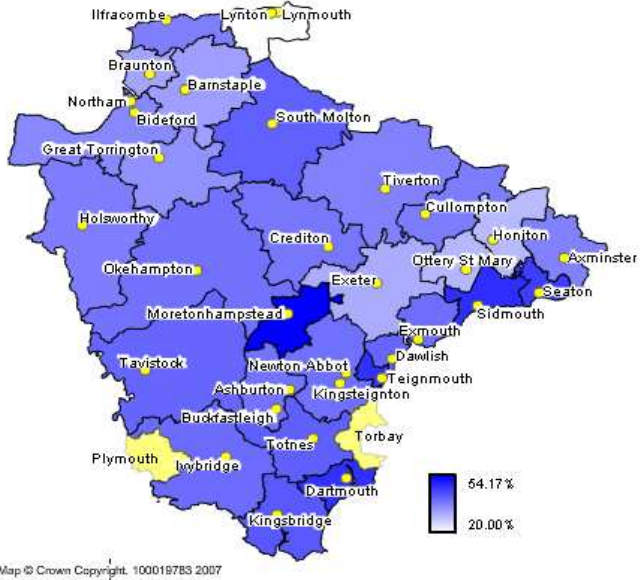 Ilfracombe
Lynton
Lynmouth
Braunton
Barnstaple
Northam
Bideford
South Molton
Great Torrington
Tiverton
Cullompton
Holsworthy
Crediton
Honiton
Ottery St Mary
Axminster
Okehampton
Exeter
Seaton
Moretonhampstead
Sidmouth
Exmouth
Tavistock
Newton Abbot
Dawlish
Teignmouth
Ashburton
Kingsteignton
Buckfastleigh
Totnes
Torbay
Plymouth
Ivybridge
Dartmouth
Kingsbridge
54.17%
20.00%
Map © Crown Copyright. 100019783 2007